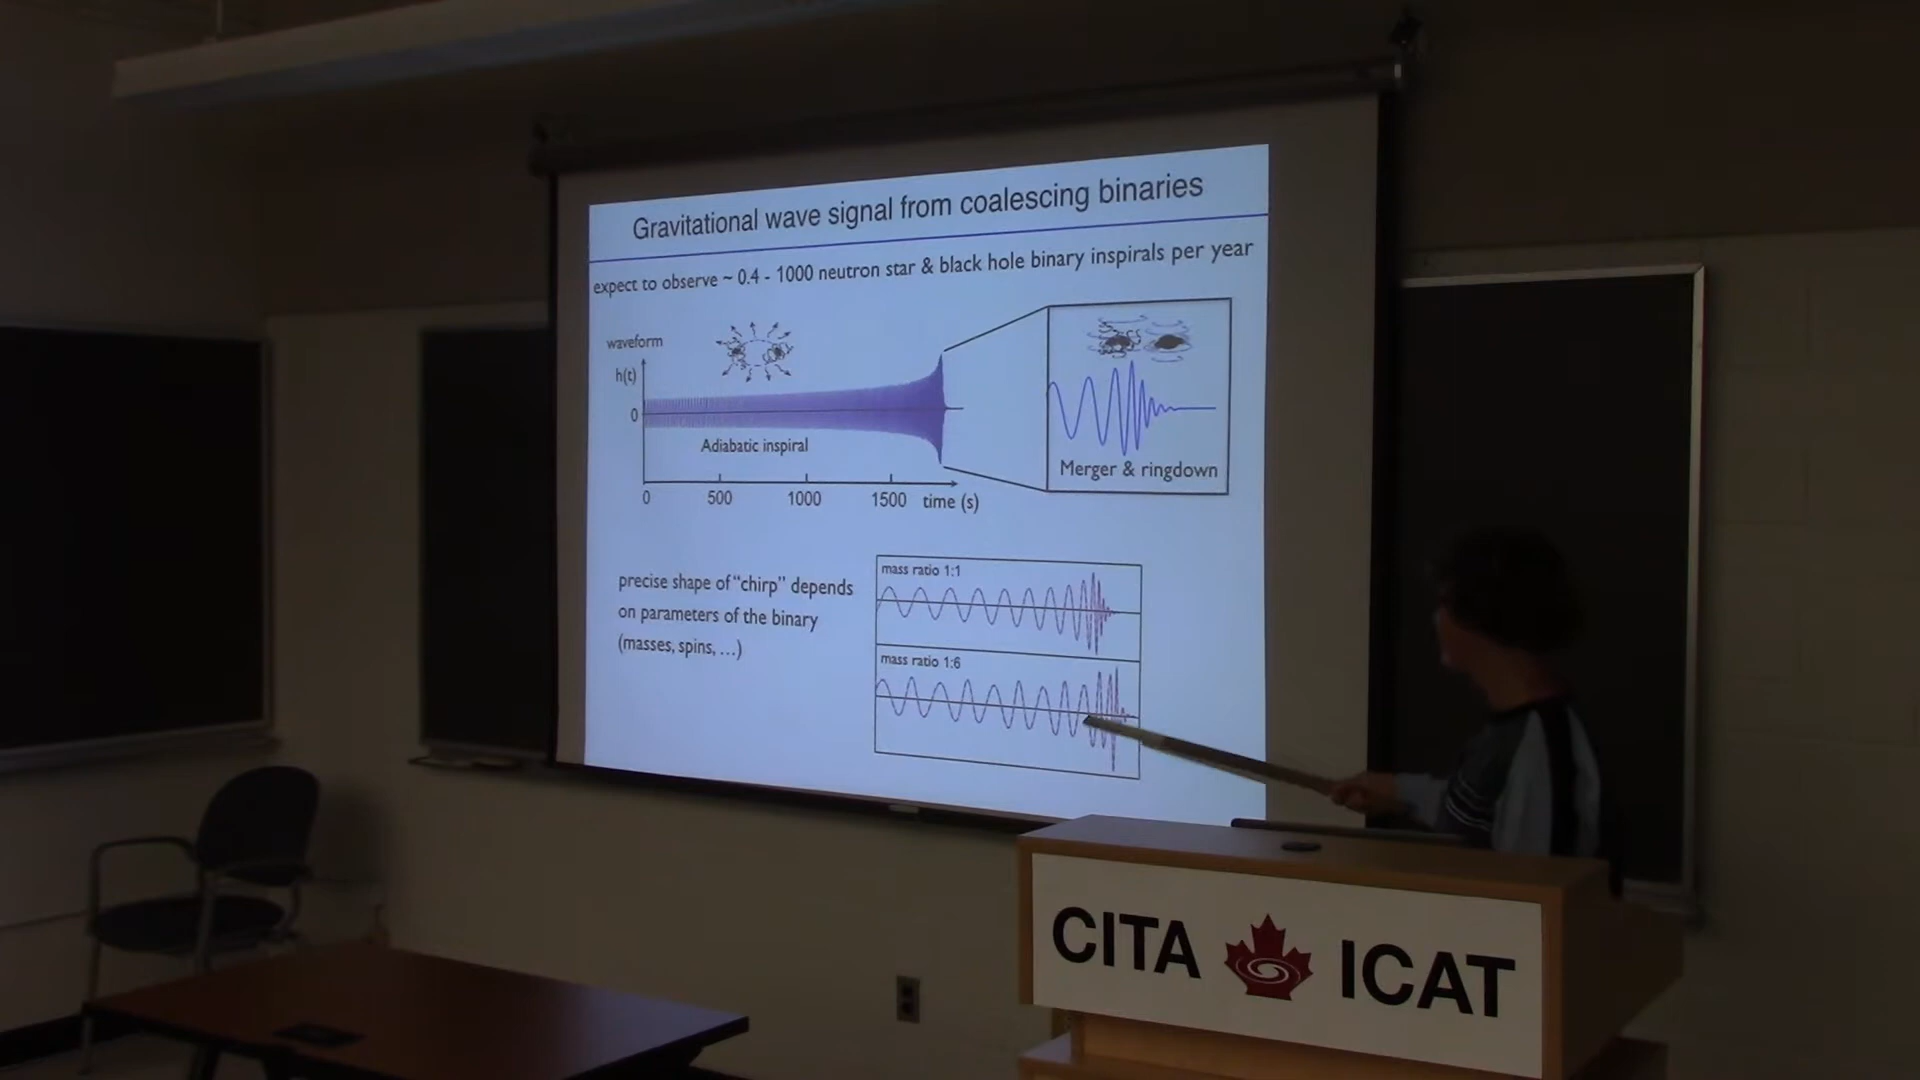 Gravitational wave signal from coalescing binaries
expect to observe ~ 0.4 - 1000 neutron star & black hole binary inspirals per year
waveform
h(t)
0
Adiabatic inspiral
0 500 1000 1500 time (s)
Merger & ringdown
precise shape of "chirp" depends
on parameters of the binary
(masses, spins, ...)
mass ratio 1:1
mass ratio 1:6
CITA ICAT